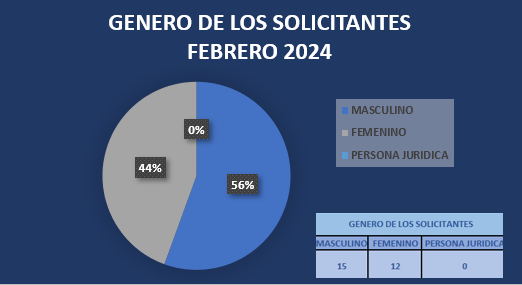 GENERO DE LOS SOLICITANTES
FEBRERO 2024
0%
44%
56%
MASCULINO
FEMENINO
PERSONA JURIDICA
GENERO DE LOS SOLICITANTES
MASCULINO FEMENINO PERSONA JURIDICA
15 12 0